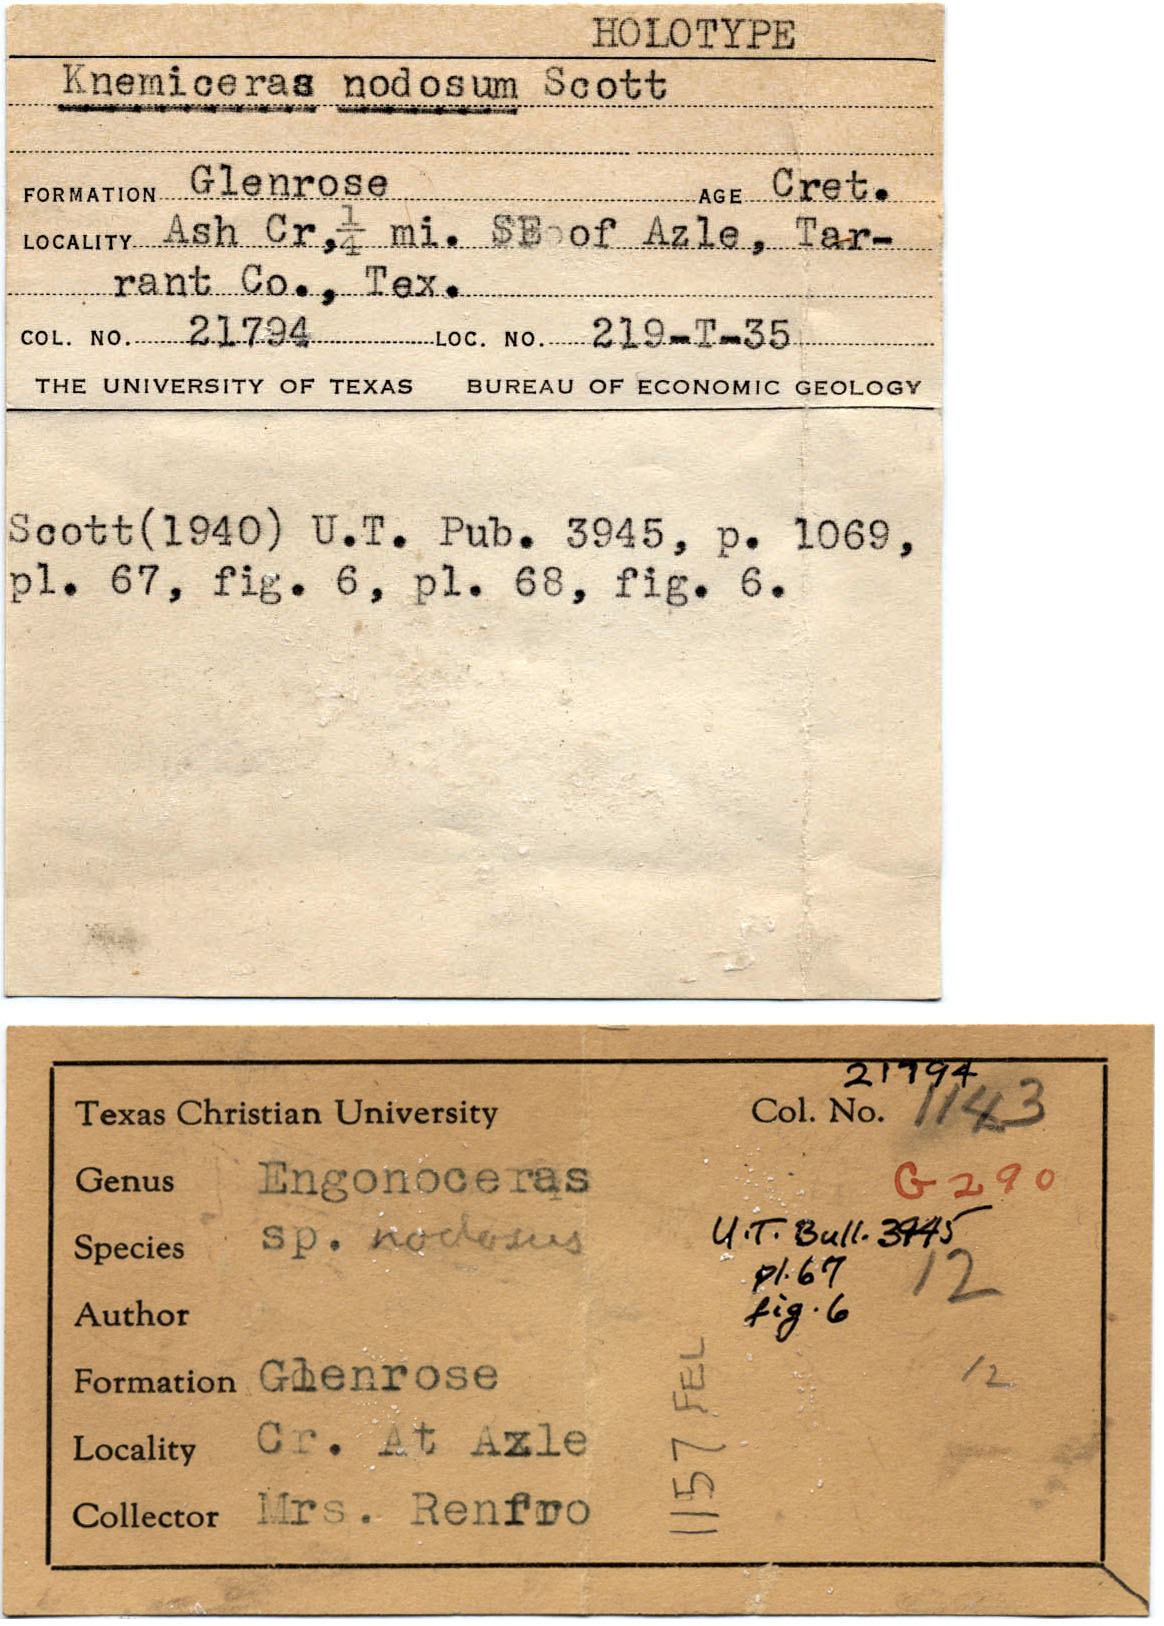 HOLOTYPE
Knemiceras nodosum Scott
FORMATION Glenrose AGE Cret.
LOCALITY Ash Cr, 1/4 mi. SE of Azle, Tar-
rant Co., Tex.
COL. NO. 21794 LOC. NO. 219-T-35
THE UNIVERSITY OF TEXAS BUREAU OF ECONOMIC GEOLOGY
Scott(1940) U.T. Pub. 3945, p. 1069,
pl. 67, fig. 6, pl. 68, fig. 6.
21794
Texas Christian University Col. No. 1143
Genus Engonoceras G290
Species sp. nodosus U.T. Bull. 3945
pl. 67 12
Author fig. 6
Formation Glenrose 12
Locality Cr. At Azle
Collector Mrs. Renfro
1157 FEL